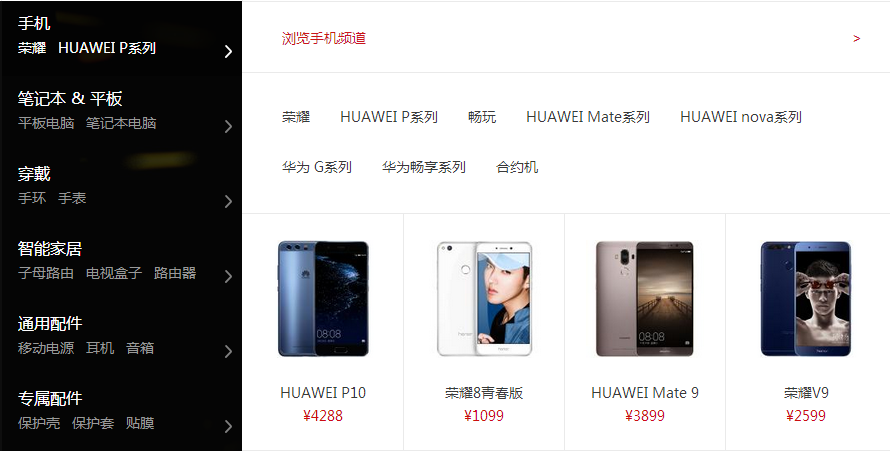 手机
荣耀 HUAWEI P系列
笔记本 & 平板
平板电脑 笔记本电脑
穿戴
手环 手表
智能家居
子母路由 电视盒子 路由器
通用配件
移动电源 耳机 音箱
专属配件
保护壳 保护套 贴膜
浏览手机频道 >
荣耀 HUAWEI P系列 畅玩 HUAWEI Mate系列 HUAWEI nova系列
华为 G系列 华为畅享系列 合约机
08:08
honor
08:08
honor
HUAWEI P10 荣耀8青春版 HUAWEI Mate 9 荣耀V9
¥4288 ¥1099 ¥3899 ¥2599